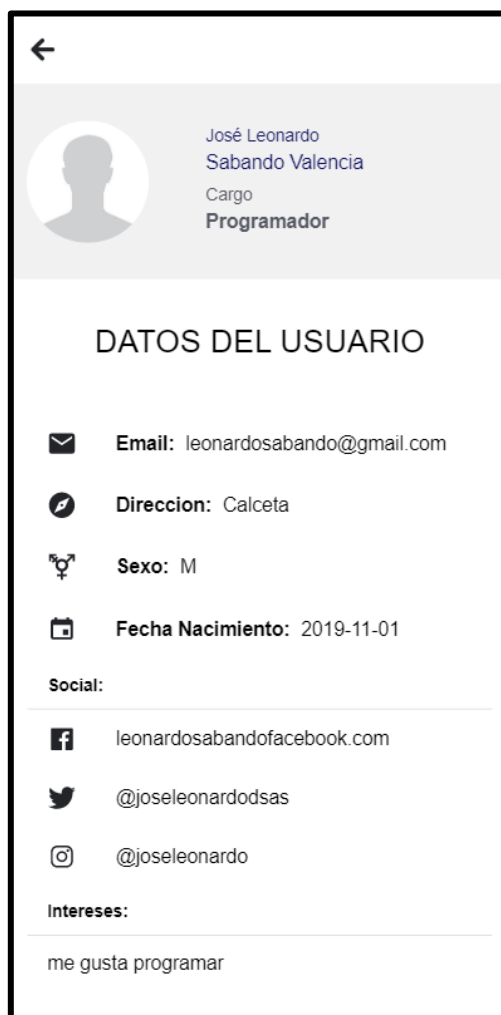 José Leonardo
Sabando Valencia
Cargo
Programador
DATOS DEL USUARIO
Email: leonardosabando@gmail.com
Direccion: Calceta
Sexo: M
Fecha Nacimiento: 2019-11-01
Social:
leonardosabandofacebook.com
@joseleonardodsas
@joseleonardo
Intereses:
me gusta programar